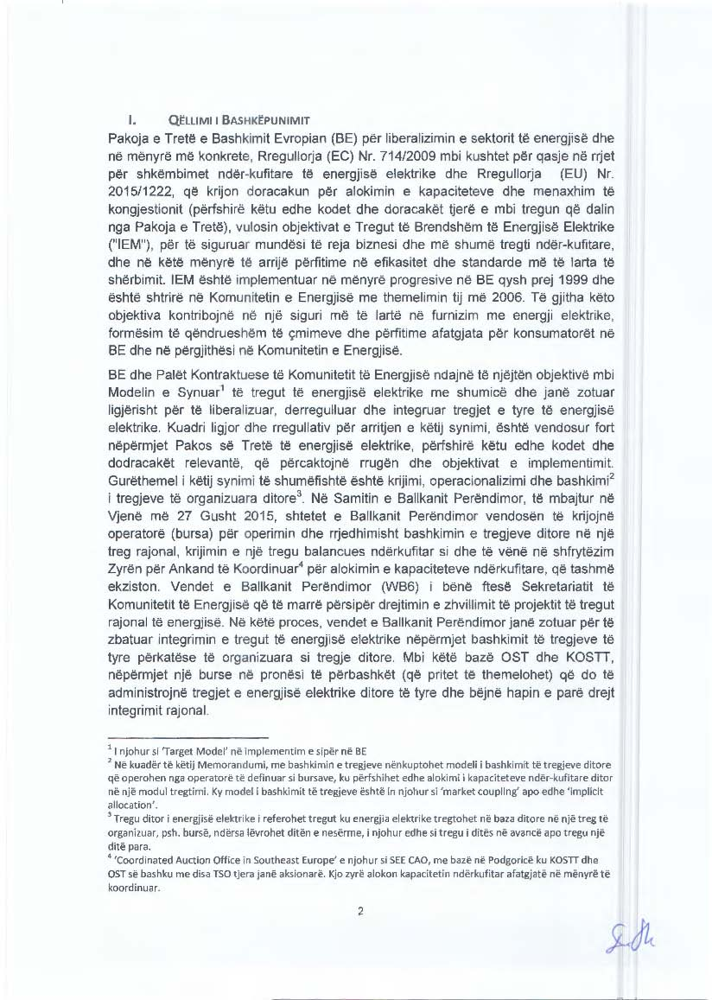 I. QËLLIMI I BASHKËPUNIMIT
Pakoja e Tretë e Bashkimit Evropian (BE) për liberalizimin e sektorit të energjisë dhe
në mënyrë më konkrete, Rregullorja (EC) Nr. 714/2009 mbi kushtet për qasje në rrjet
për shkëmbimet ndër-kufitare të energjisë elektrike dhe Rregullorja (EU) Nr.
2015/1222, që krijon doracakun për alokimin e kapaciteteve dhe menaxhim të
kongjestionit (përfshirë këtu edhe kodet dhe doracakët tjerë e mbi tregun që dalin
nga Pakoja e Tretë), vulosin objektivat e Tregut të Brendshëm të Energjisë Elektrike
("IEM"), për të siguruar mundësi të reja biznesi dhe më shumë tregti ndër-kufitare,
dhe në këtë mënyrë të arrijë përfitime në efikasitet dhe standarde më të larta të
shërbimit. IEM është implementuar në mënyrë progresive në BE qysh prej 1999 dhe
është shtrirë në Komunitetin e Energjisë me themelimin tij më 2006. Të gjitha këto
objektiva kontribojnë në një siguri më të lartë në furnizim me energji elektrike,
formësim të qëndrueshëm të çmimeve dhe përfitime afatgjata për konsumatorët në
BE dhe në përgjithësi në Komunitetin e Energjisë.
BE dhe Palët Kontraktuese të Komunitetit të Energjisë ndajnë të njëjtën objektivë mbi
Modelin e Synuar¹ të tregut të energjisë elektrike me shumicë dhe janë zotuar
ligjërisht për të liberalizuar, derregulluar dhe integruar tregjet e tyre të energjisë
elektrike. Kuadri ligjor dhe rregullativ për arritjen e këtij synimi, është vendosur fort
nëpërmjet Pakos së Tretë të energjisë elektrike, përfshirë këtu edhe kodet dhe
dodracakët relevantë, që përcaktojnë rrugën dhe objektivat e implementimit.
Gurëthemel i këtij synimi të shumëfishtë është krijimi, operacionalizimi dhe bashkimi²
i tregjeve të organizuara ditore³. Në Samitin e Ballkanit Perëndimor, të mbajtur në
Vjenë më 27 Gusht 2015, shtetet e Ballkanit Perëndimor vendosën të krijojnë
operatorë (bursa) për operimin dhe rrjedhimisht bashkimin e tregjeve ditore në një
treg rajonal, krijimin e një tregu balancues ndërkufitar si dhe të vënë në shfrytëzim
Zyrën për Ankand të Koordinuar⁴ për alokimin e kapaciteteve ndërkufitare, që tashmë
ekziston. Vendet e Ballkanit Perëndimor (WB6) i bënë ftesë Sekretariatit të
Komunitetit të Energjisë që të marrë përsipër drejtimin e zhvillimit të projektit të tregut
rajonal të energjisë. Në këtë proces, vendet e Ballkanit Perëndimor janë zotuar për të
zbatuar integrimin e tregut të energjisë elektrike nëpërmjet bashkimit të tregjeve të
tyre përkatëse të organizuara si tregje ditore. Mbi këtë bazë OST dhe KOSTT,
nëpërmjet një burse në pronësi të përbashkët (që pritet të themelohet) që do të
administrojnë tregjet e energjisë elektrike ditore të tyre dhe bëjnë hapin e parë drejt
integrimit rajonal.
¹ I njohur si 'Target Model' në implementim e sipër në BE
² Në kuadër të këtij Memorandumi, me bashkimin e tregjeve nënkuptohet modeli i bashkimit të tregjeve ditore
që operohen nga operatorë të definuar si bursave, ku përfshihet edhe alokimi i kapaciteteve ndër-kufitare ditor
në një modul tregtimi. Ky model i bashkimit të tregjeve është in njohur si 'market coupling' apo edhe 'implicit
allocation'.
³ Tregu ditor i energjisë elektrike i referohet tregut ku energjia elektrike tregtohet në baza ditore në një treg të
organizuar, psh. bursë, ndërsa lëvrohet ditën e nesërme, i njohur edhe si tregu i ditës në avancë apo tregu një
ditë para.
⁴ 'Coordinated Auction Office in Southeast Europe' e njohur si SEE CAO, me bazë në Podgoricë ku KOSTT dhe
OST së bashku me disa TSO tjera janë aksionarë. Kjo zyrë alokon kapacitetin ndërkufitar afatgjatë në mënyrë të
koordinuar.
2